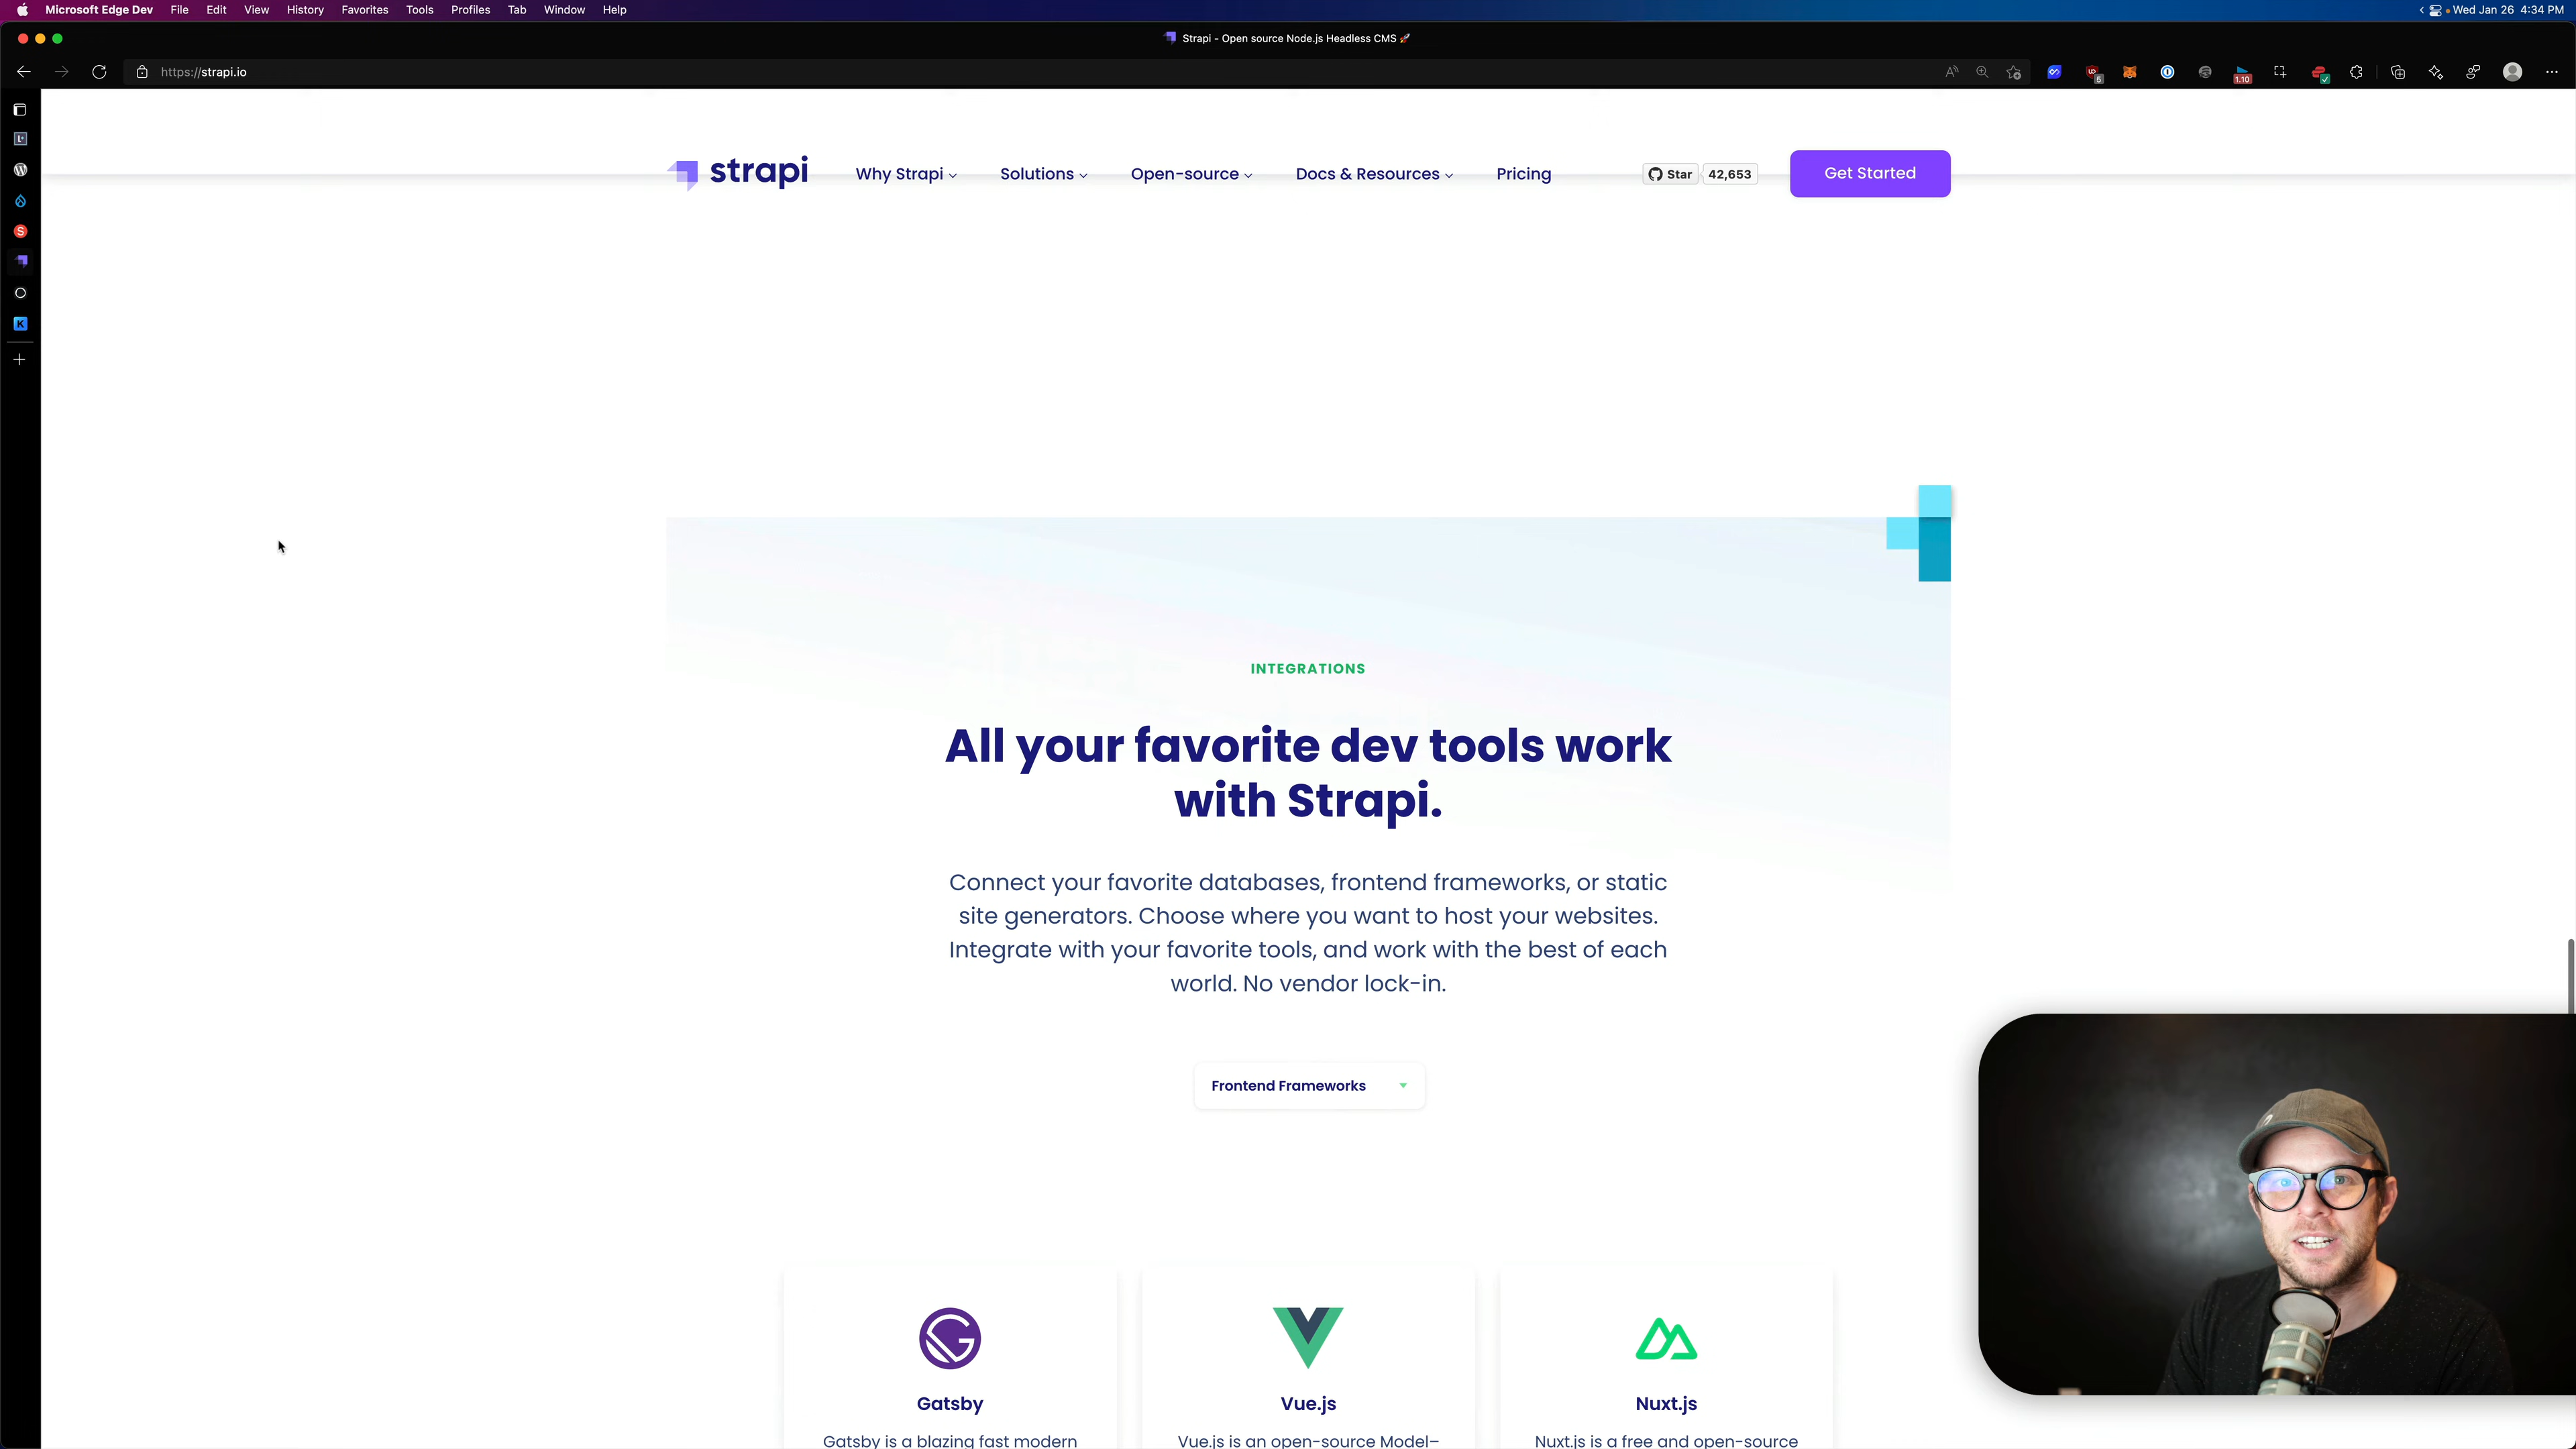 Microsoft Edge Dev File Edit View History Favorites Tools Profiles Tab Window Help
Wed Jan 26 4:34 PM
Strapi - Open source Node.js Headless CMS 🚀
https://strapi.io
5
1.10
L+
S
K
strapi
Why Strapi
Solutions
Open-source
Docs & Resources
Pricing
Star
42,653
Get Started
INTEGRATIONS
All your favorite dev tools work
with Strapi.
Connect your favorite databases, frontend frameworks, or static
site generators. Choose where you want to host your websites.
Integrate with your favorite tools, and work with the best of each
world. No vendor lock-in.
Frontend Frameworks
Gatsby
Vue.js
Nuxt.js
Gatsby is a blazing fast modern
Vue.js is an open-source Model–
Nuxt.js is a free and open-source